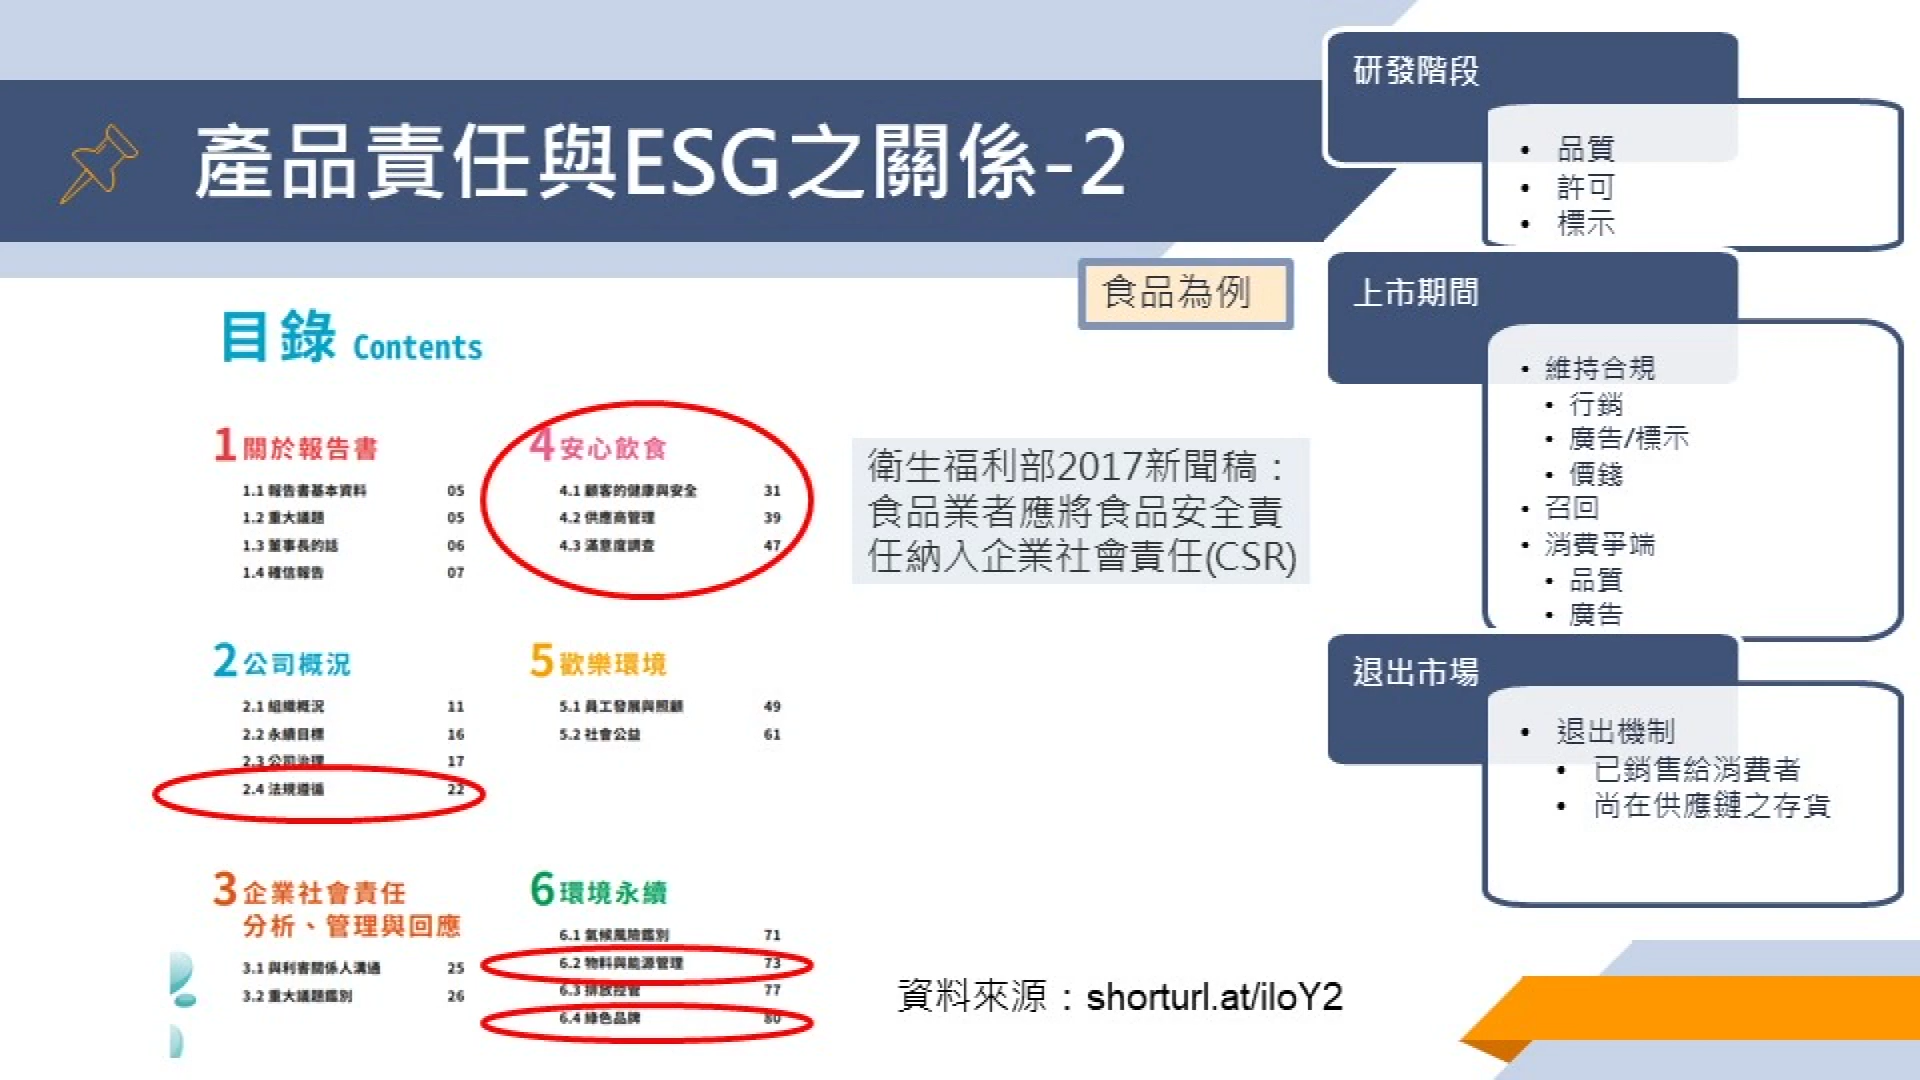 產品責任與ESG之關係-2
食品為例
目錄 Contents
1 關於報告書
1.1 報告書基本資料 05
1.2 重大議題 05
1.3 董事長的話 06
1.4 確信報告 07
2 公司概況
2.1 組織概況 11
2.2 永續目標 16
2.3 公司治理 17
2.4 法規遵循 22
3 企業社會責任
分析、管理與回應
3.1 與利害關係人溝通 25
3.2 重大議題鑑別 26
4 安心飲食
4.1 顧客的健康與安全 31
4.2 供應商管理 39
4.3 滿意度調查 47
5 歡樂環境
5.1 員工發展與照顧 49
5.2 社會公益 61
6 環境永續
6.1 氣候風險鑑別 71
6.2 物料與能源管理 73
6.3 排放控管 77
6.4 綠色品牌 80
衛生福利部2017新聞稿：
食品業者應將食品安全責
任納入企業社會責任(CSR)
資料來源：shorturl.at/iloY2
研發階段
• 品質
• 許可
• 標示
上市期間
• 維持合規
• 行銷
• 廣告/標示
• 價錢
• 召回
• 消費爭端
• 品質
• 廣告
退出市場
• 退出機制
• 已銷售給消費者
• 尚在供應鏈之存貨